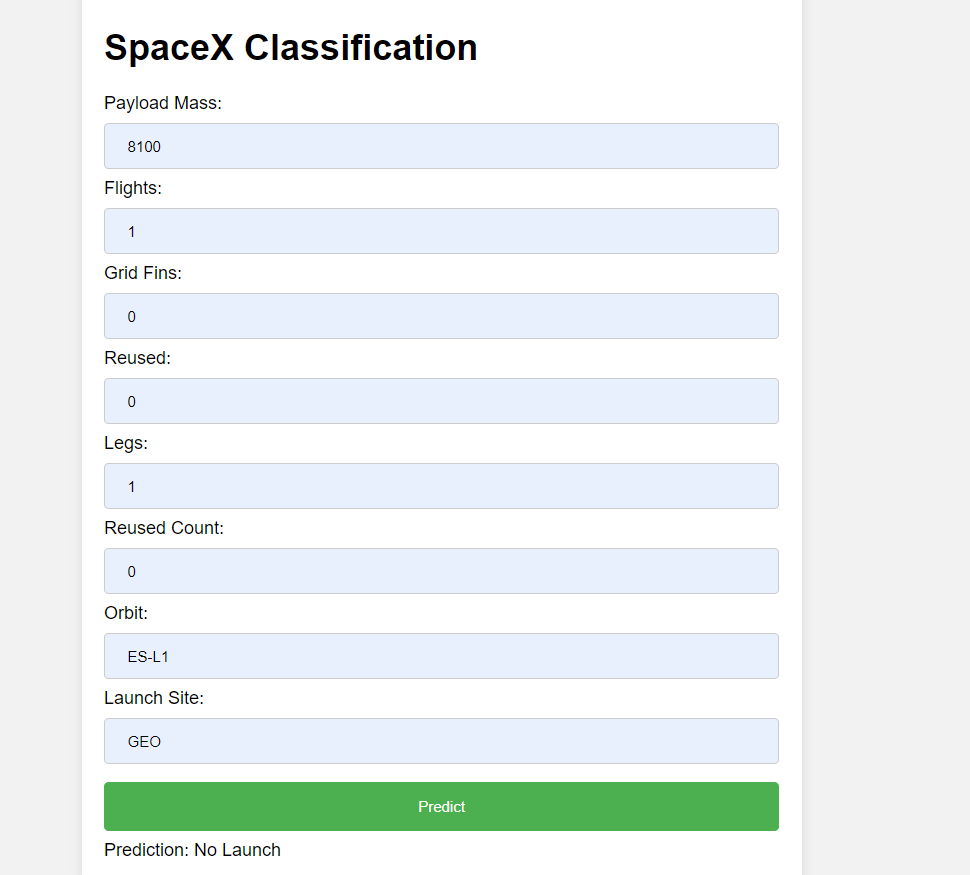 SpaceX Classification
Payload Mass:
8100
Flights:
1
Grid Fins:
0
Reused:
0
Legs:
1
Reused Count:
0
Orbit:
ES-L1
Launch Site:
GEO
Predict
Prediction: No Launch